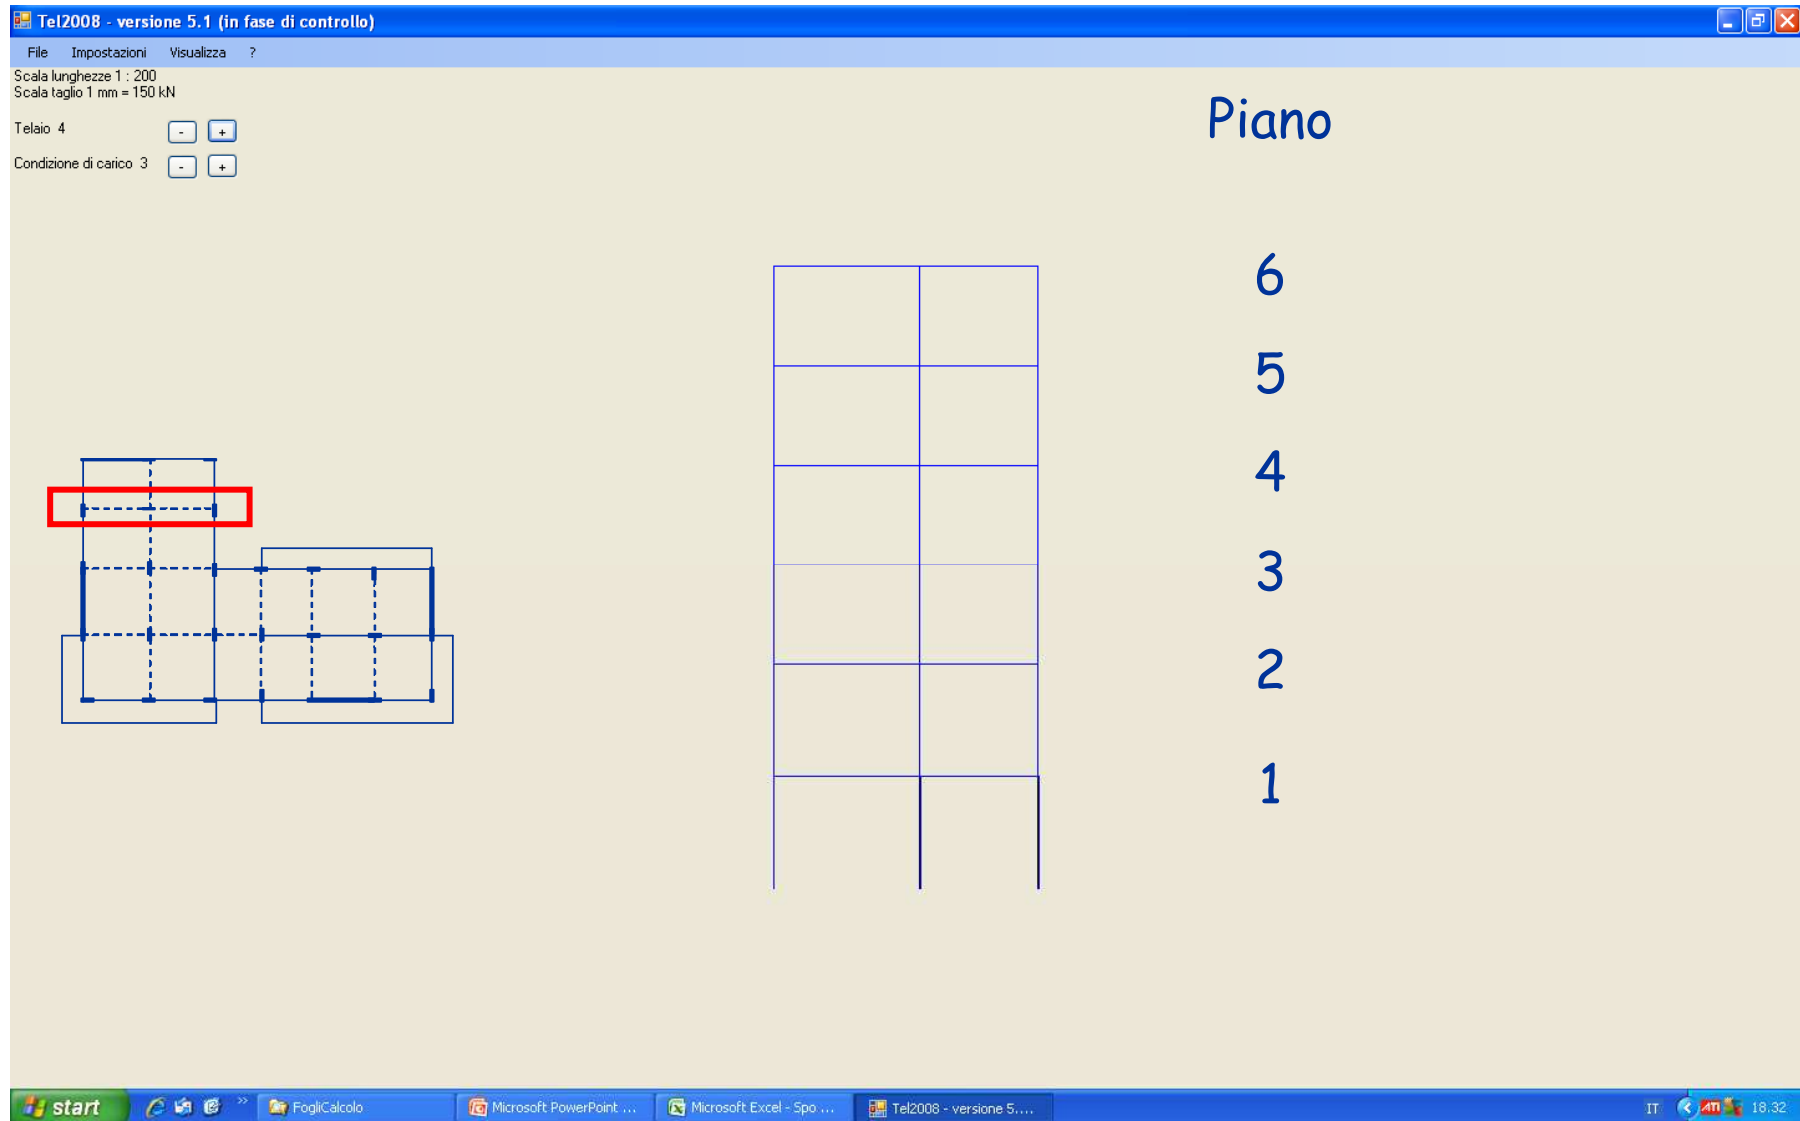 Tel2008 - versione 5.1 (in fase di controllo)
File Impostazioni Visualizza ?
Scala lunghezze 1 : 200
Scala taglio 1 mm = 150 kN
Telaio 4 - +
Condizione di carico 3 - +
Piano
6
5
4
3
2
1
start » FogliCalcolo Microsoft PowerPoint ... Microsoft Excel - Spo ... Tel2008 - versione 5.... IT ATI 18.32